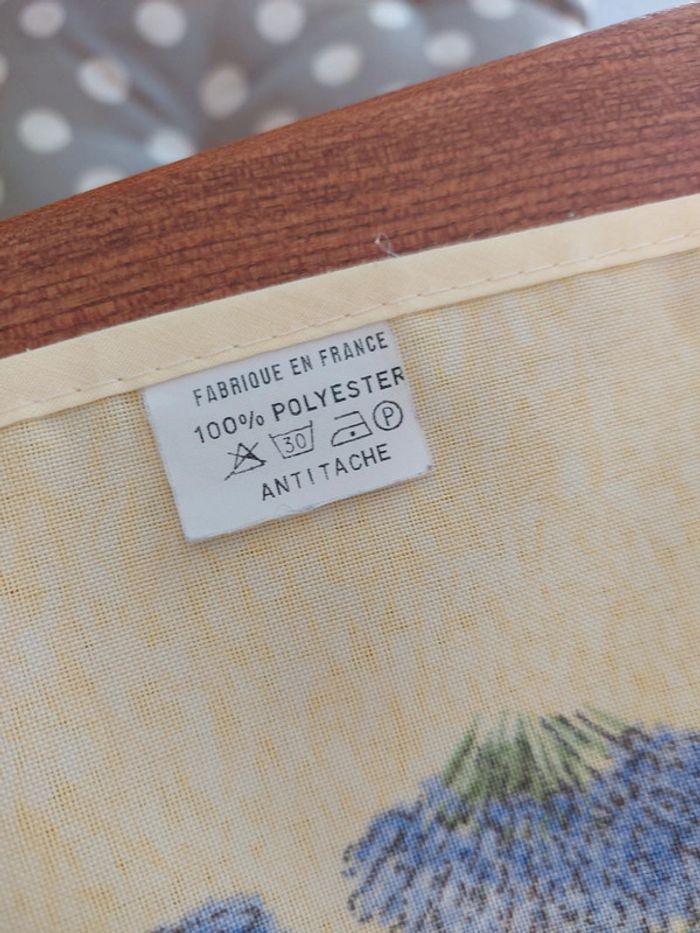 FABRIQUE EN FRANCE
100% POLYESTER
30 P
ANTITACHE